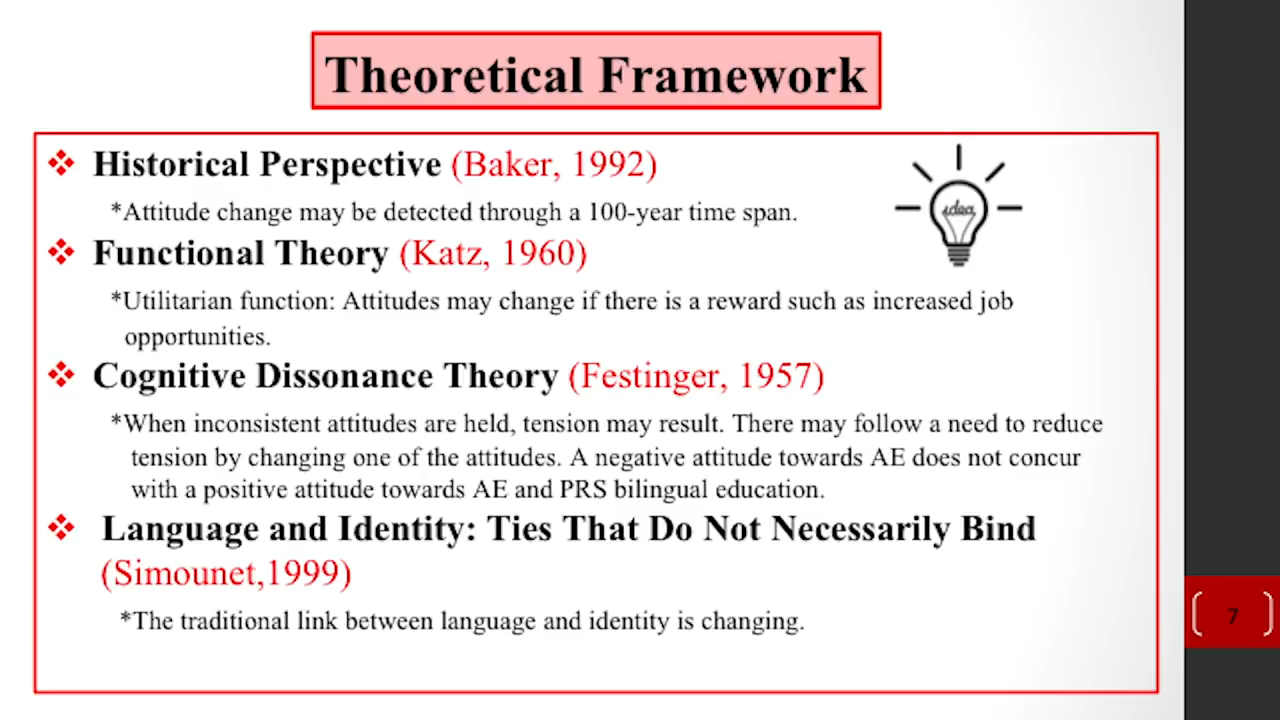 Theoretical Framework
❖ Historical Perspective (Baker, 1992)
*Attitude change may be detected through a 100-year time span.
idea
❖ Functional Theory (Katz, 1960)
*Utilitarian function: Attitudes may change if there is a reward such as increased job
opportunities.
❖ Cognitive Dissonance Theory (Festinger, 1957)
*When inconsistent attitudes are held, tension may result. There may follow a need to reduce
tension by changing one of the attitudes. A negative attitude towards AE does not concur
with a positive attitude towards AE and PRS bilingual education.
❖ Language and Identity: Ties That Do Not Necessarily Bind
(Simounet,1999)
*The traditional link between language and identity is changing.
7